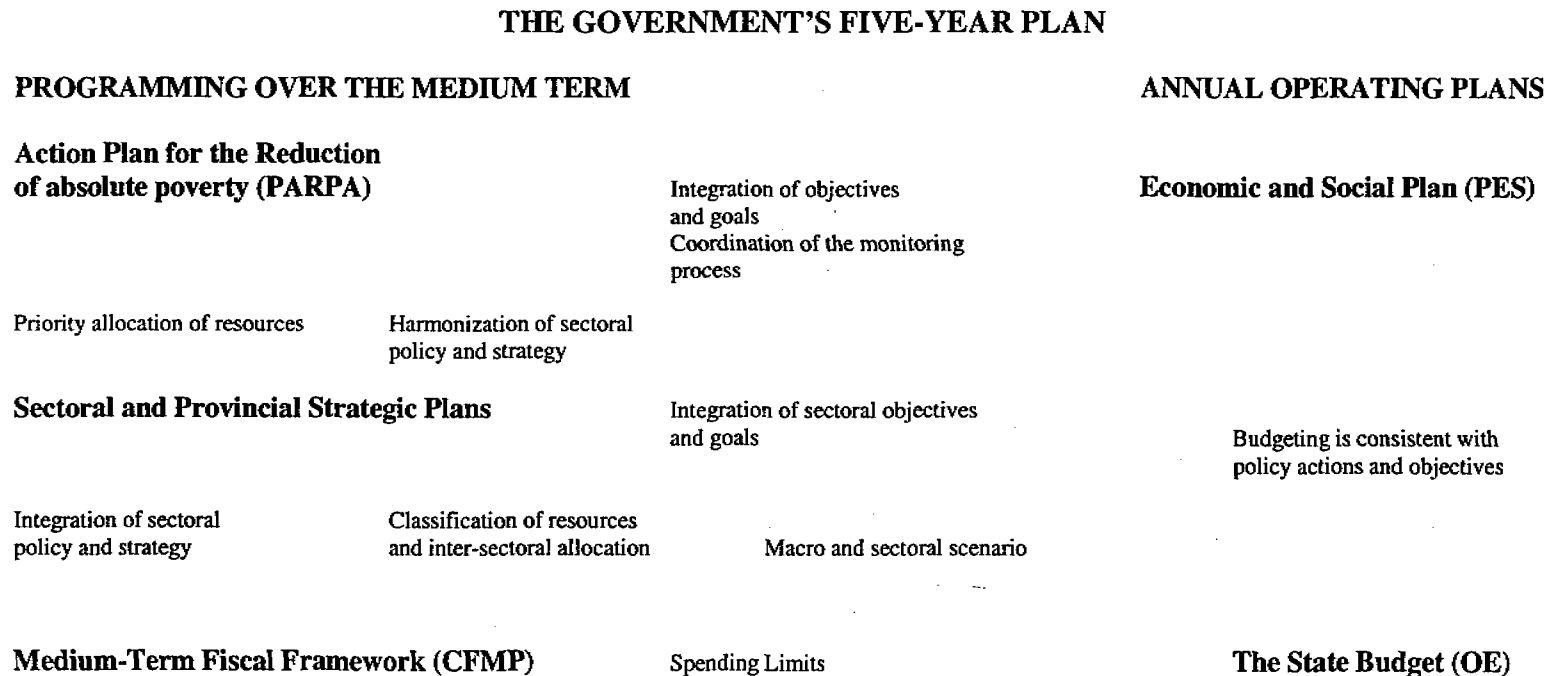 THE GOVERNMENT'S FIVE-YEAR PLAN
PROGRAMMING OVER THE MEDIUM TERM
ANNUAL OPERATING PLANS
Action Plan for the Reduction
of absolute poverty (PARPA)
Integration of objectives
and goals
Coordination of the monitoring
process
Economic and Social Plan (PES)
Priority allocation of resources
Harmonization of sectoral
policy and strategy
Sectoral and Provincial Strategic Plans
Integration of sectoral objectives
and goals
Budgeting is consistent with
policy actions and objectives
Integration of sectoral
policy and strategy
Classification of resources
and inter-sectoral allocation
Macro and sectoral scenario
Medium-Term Fiscal Framework (CFMP)
Spending Limits
The State Budget (OE)